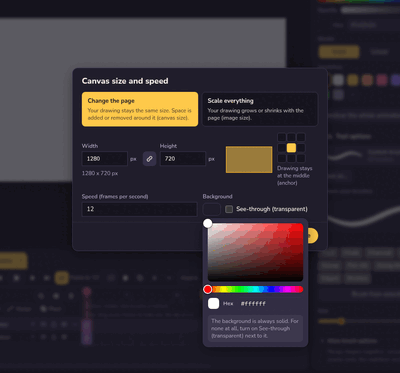 Canvas size and speed
Change the page
Your drawing stays the same size. Space is
added or removed around it (canvas size).
Scale everything
Your drawing grows or shrinks with the
page (image size).
Width
Height
1280 px
720 px
1280 x 720 px
Drawing stays
at the middle
(anchor)
Speed (frames per second)
Background
12
See-through (transparent)
Hex #ffffff
The background is always solid. For
none at all, turn on See-through
(transparent) next to it.